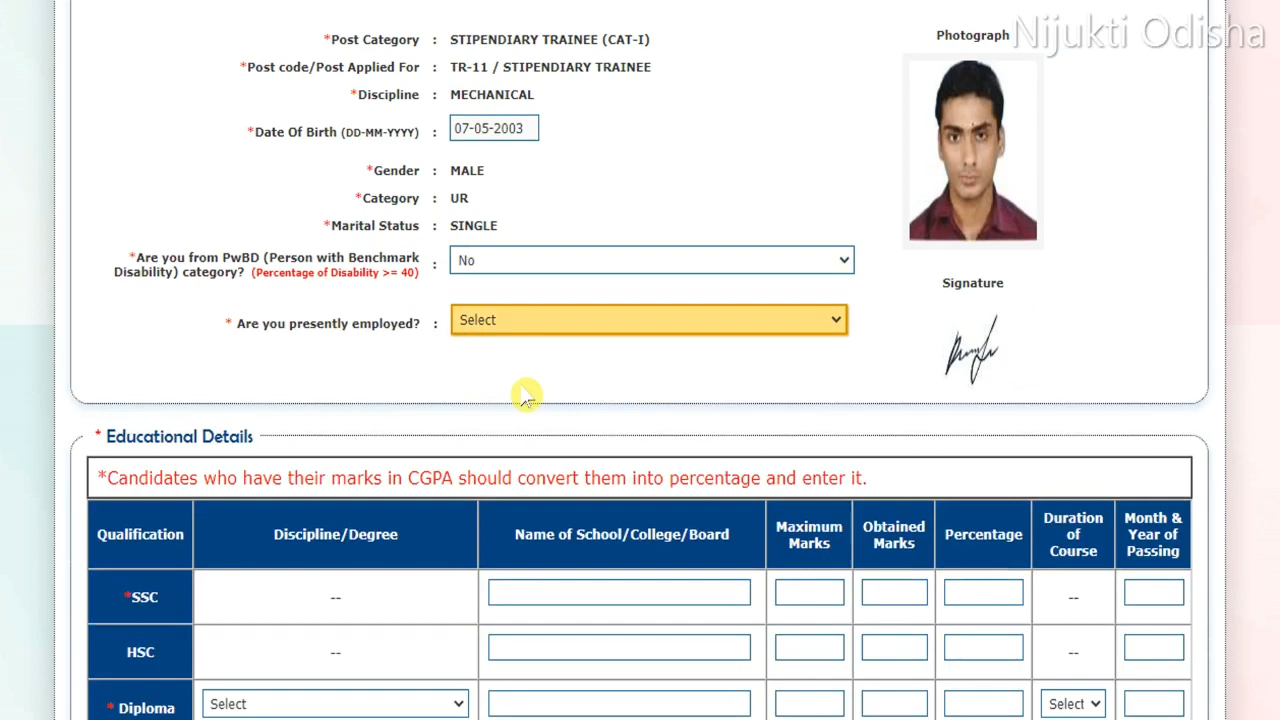 Nijukti Odisha
Photograph
*Post Category : STIPENDIARY TRAINEE (CAT-I)
*Post code/Post Applied For : TR-11 / STIPENDIARY TRAINEE
*Discipline : MECHANICAL
*Date Of Birth (DD-MM-YYYY) : 07-05-2003
*Gender : MALE
*Category : UR
*Marital Status : SINGLE
*Are you from PwBD (Person with Benchmark
Disability) category? (Percentage of Disability >= 40) : No
Signature
* Are you presently employed? : Select
* Educational Details
*Candidates who have their marks in CGPA should convert them into percentage and enter it.
Qualification Discipline/Degree Name of School/College/Board Maximum Marks Obtained Marks Percentage Duration of Course Month & Year of Passing
*SSC -- --
HSC -- --
* Diploma Select Select